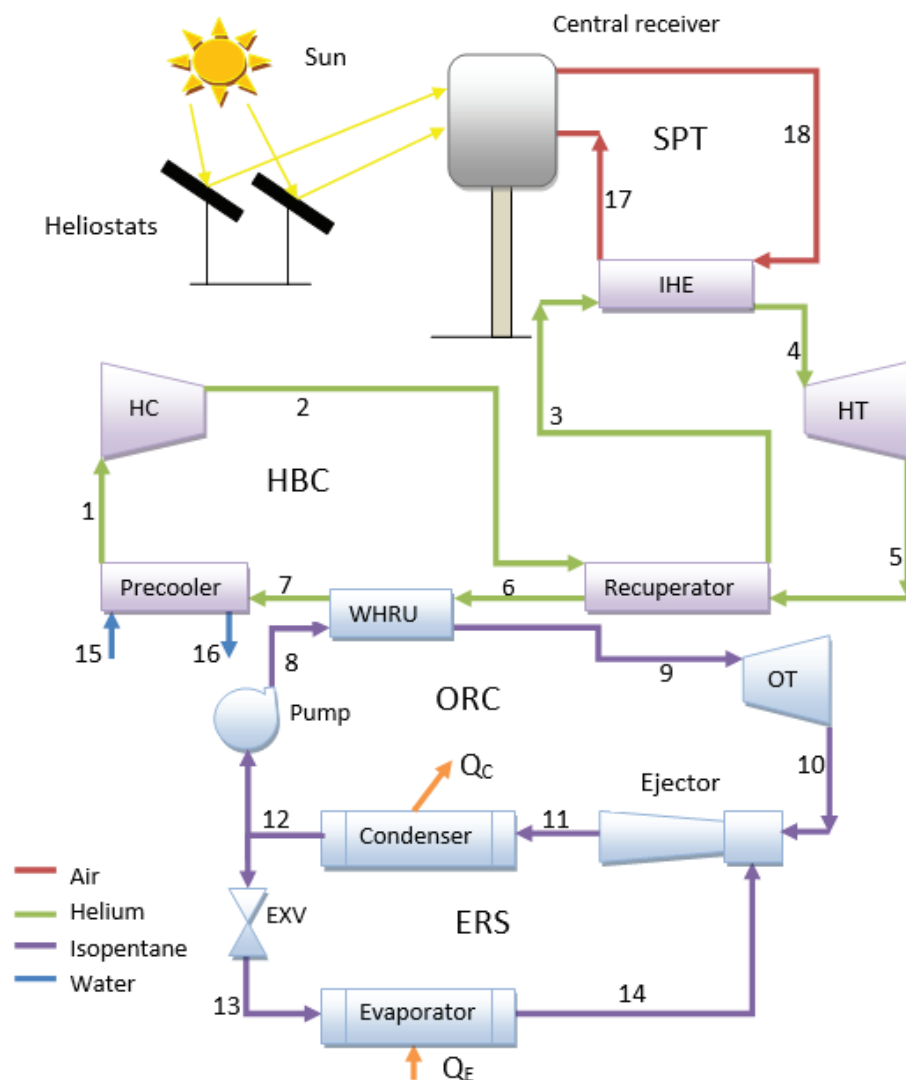 Central receiver
Sun
SPT
18
17
Heliostats
IHE
4
HC
2
3
HT
HBC
1
5
Precooler
7
6
Recuperator
WHRU
15
16
8
9
OT
Pump
ORC
10
QC
Ejector
12
Condenser
11
Air
EXV
Helium
ERS
Isopentane
Water
13
Evaporator
14
QE